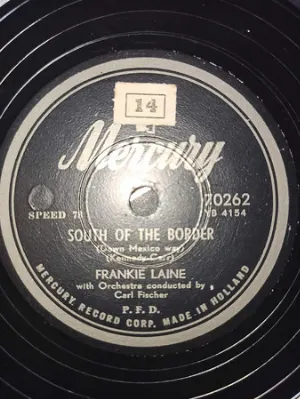 14
Mercury
70262
YB 4154
SPEED 78
SOUTH OF THE BORDER
(Down Mexico way)
(Kennedy-Carr)
FRANKIE LAINE
with Orchestra conducted by
Carl Fischer
P. F. D.
MERCURY RECORD CORP. MADE IN HOLLAND